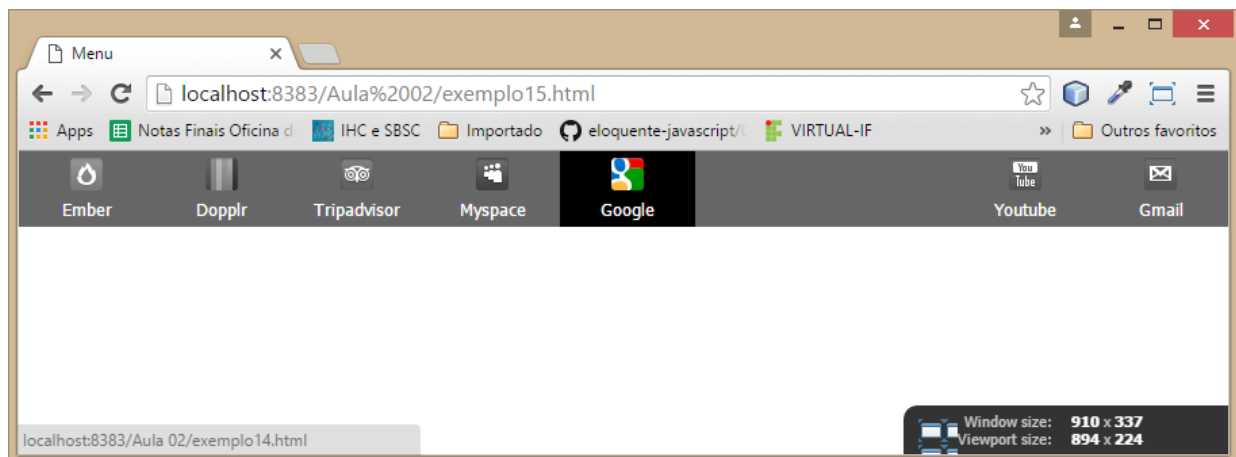 Menu
localhost:8383/Aula%2002/exemplo15.html
Apps Notas Finais Oficina d IHC e SBSC Importado eloquente-javascript/ VIRTUAL-IF » Outros favoritos
You
Tube
Ember Dopplr Tripadvisor Myspace Google Youtube Gmail
Window size: 910 x 337
localhost:8383/Aula 02/exemplo14.html Viewport size: 894 x 224